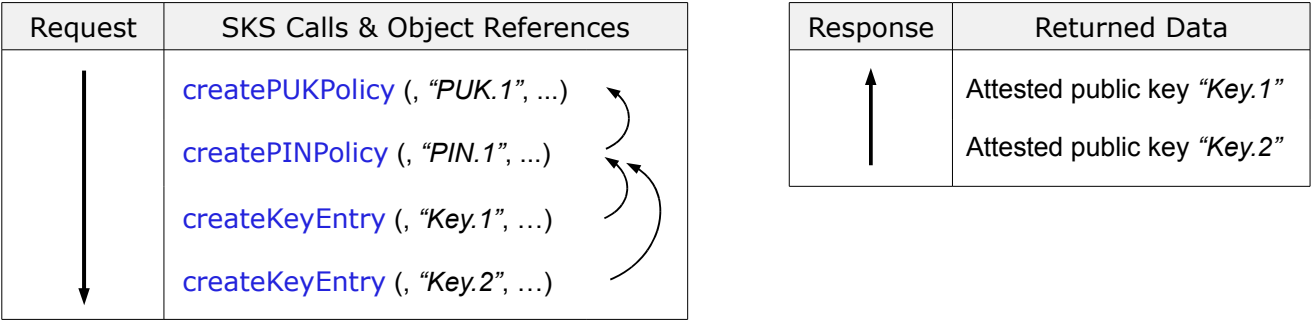 Request
SKS Calls & Object References
createPUKPolicy (, “PUK.1”, ...)
createPINPolicy (, “PIN.1”, ...)
createKeyEntry (, “Key.1”, …)
createKeyEntry (, “Key.2”, …)
Response
Returned Data
Attested public key “Key.1”
Attested public key “Key.2”